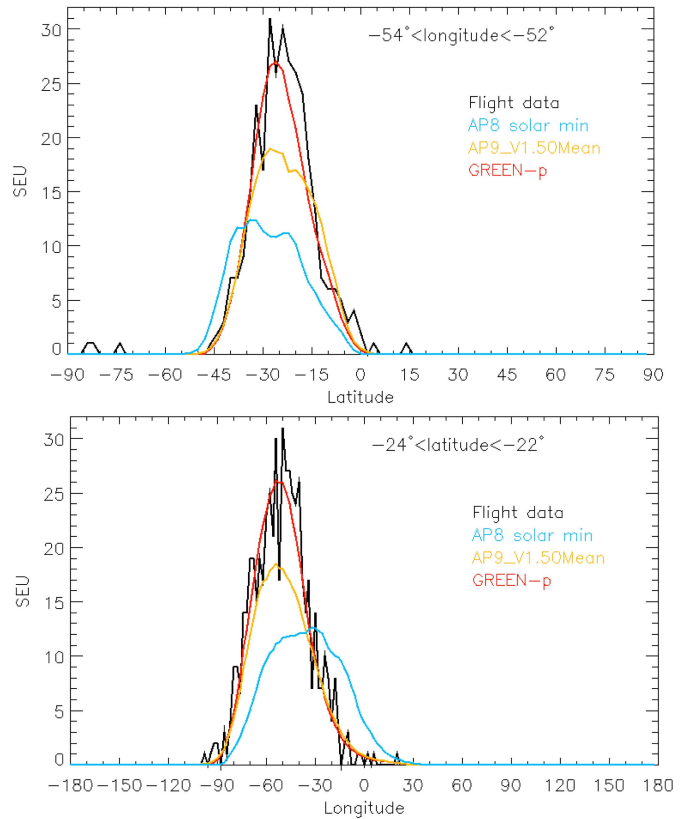 −54°<longitude<−52°
Flight data
AP8 solar min
AP9_V1.50Mean
GREEN−p
SEU
30
25
20
15
10
5
0
−90 −75 −60 −45 −30 −15 0 15 30 45 60 75 90
Latitude
−24°<latitude<−22°
Flight data
AP8 solar min
AP9_V1.50Mean
GREEN−p
SEU
30
25
20
15
10
5
0
−180 −150 −120 −90 −60 −30 0 30 60 90 120 150 180
Longitude